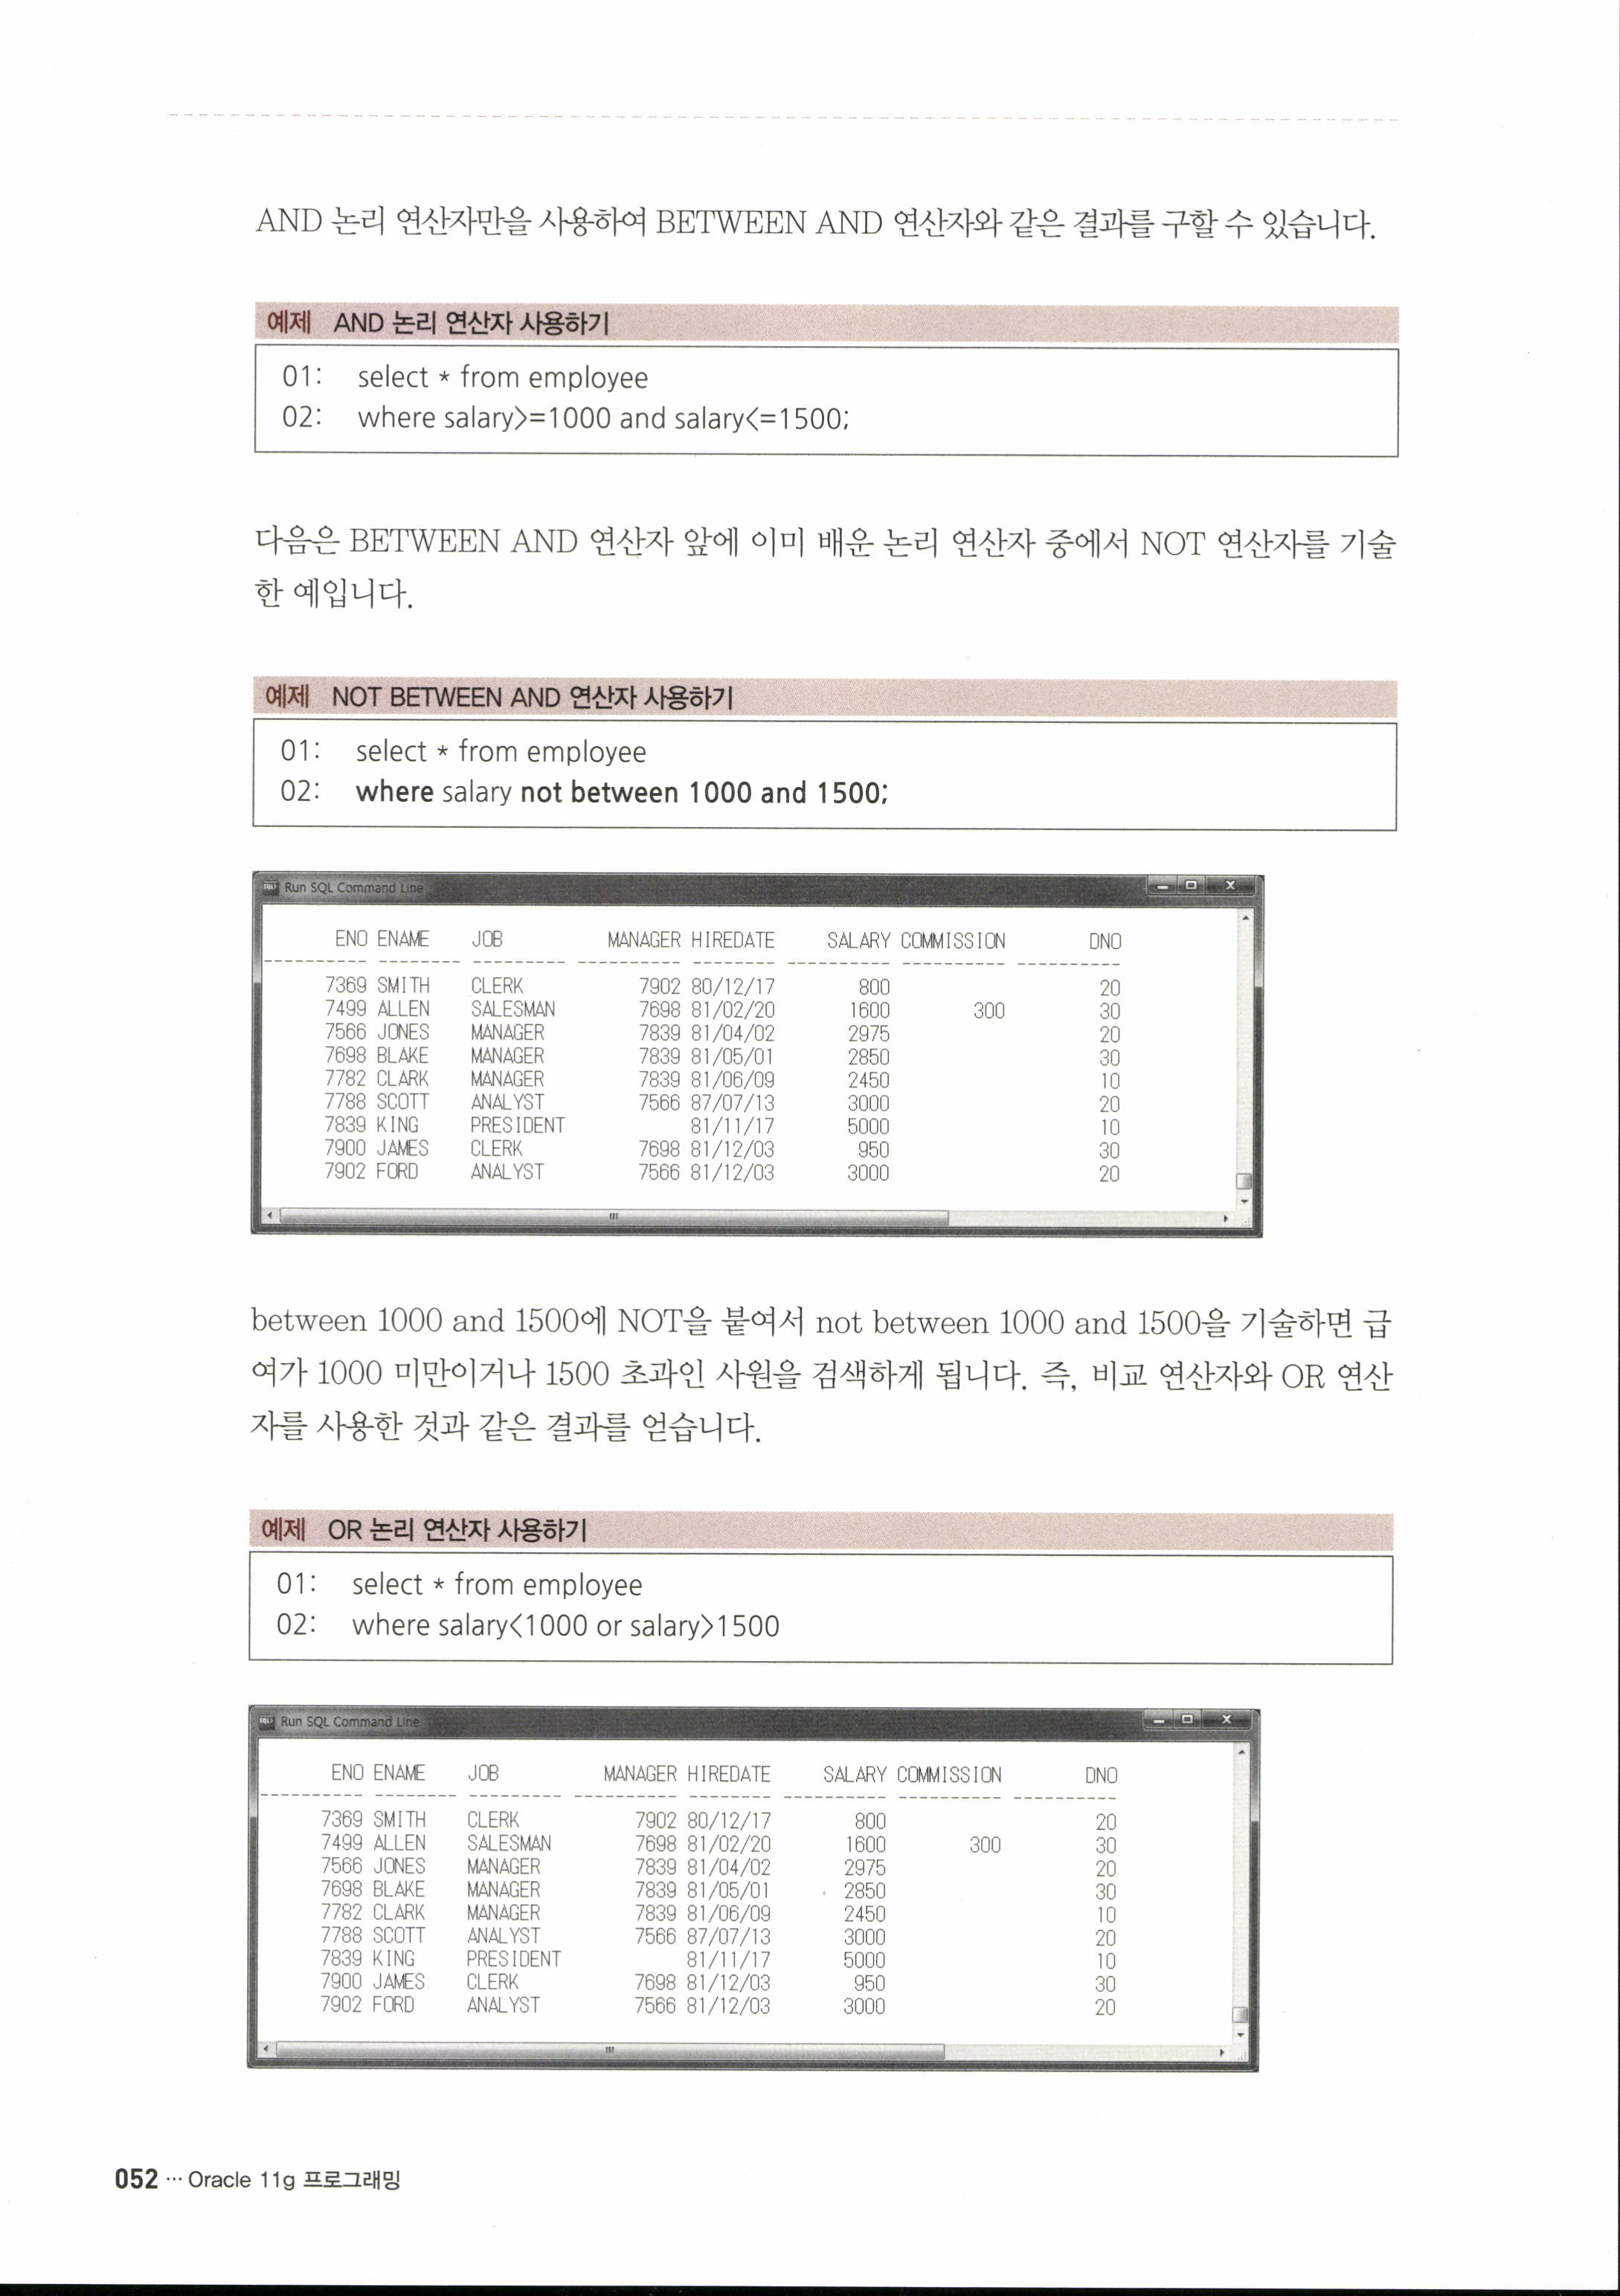 AND 논리 연산자만을 사용하여 BETWEEN AND 연산자와 같은 결과를 구할 수 있습니다.
예제 AND 논리 연산자 사용하기
01: select * from employee
02: where salary>=1000 and salary<=1500;
다음은 BETWEEN AND 연산자 앞에 이미 배운 논리 연산자 중에서 NOT 연산자를 기술
한 예입니다.
예제 NOT BETWEEN AND 연산자 사용하기
01: select * from employee
02: where salary not between 1000 and 1500;
Run SQL Command Line
ENO ENAME JOB MANAGER HIREDATE SALARY COMMISSION DNO
---------- -------- --------- ---------- -------- ---------- ---------- ----------
7369 SMITH CLERK 7902 80/12/17 800 20
7499 ALLEN SALESMAN 7698 81/02/20 1600 300 30
7566 JONES MANAGER 7839 81/04/02 2975 20
7698 BLAKE MANAGER 7839 81/05/01 2850 30
7782 CLARK MANAGER 7839 81/06/09 2450 10
7788 SCOTT ANALYST 7566 87/07/13 3000 20
7839 KING PRESIDENT 81/11/17 5000 10
7900 JAMES CLERK 7698 81/12/03 950 30
7902 FORD ANALYST 7566 81/12/03 3000 20
between 1000 and 1500에 NOT을 붙여서 not between 1000 and 1500을 기술하면 급
여가 1000 미만이거나 1500 초과인 사원을 검색하게 됩니다. 즉, 비교 연산자와 OR 연산
자를 사용한 것과 같은 결과를 얻습니다.
예제 OR 논리 연산자 사용하기
01: select * from employee
02: where salary<1000 or salary>1500
Run SQL Command Line
ENO ENAME JOB MANAGER HIREDATE SALARY COMMISSION DNO
---------- -------- --------- ---------- -------- ---------- ---------- ----------
7369 SMITH CLERK 7902 80/12/17 800 20
7499 ALLEN SALESMAN 7698 81/02/20 1600 300 30
7566 JONES MANAGER 7839 81/04/02 2975 20
7698 BLAKE MANAGER 7839 81/05/01 2850 30
7782 CLARK MANAGER 7839 81/06/09 2450 10
7788 SCOTT ANALYST 7566 87/07/13 3000 20
7839 KING PRESIDENT 81/11/17 5000 10
7900 JAMES CLERK 7698 81/12/03 950 30
7902 FORD ANALYST 7566 81/12/03 3000 20
052 ··· Oracle 11g 프로그래밍